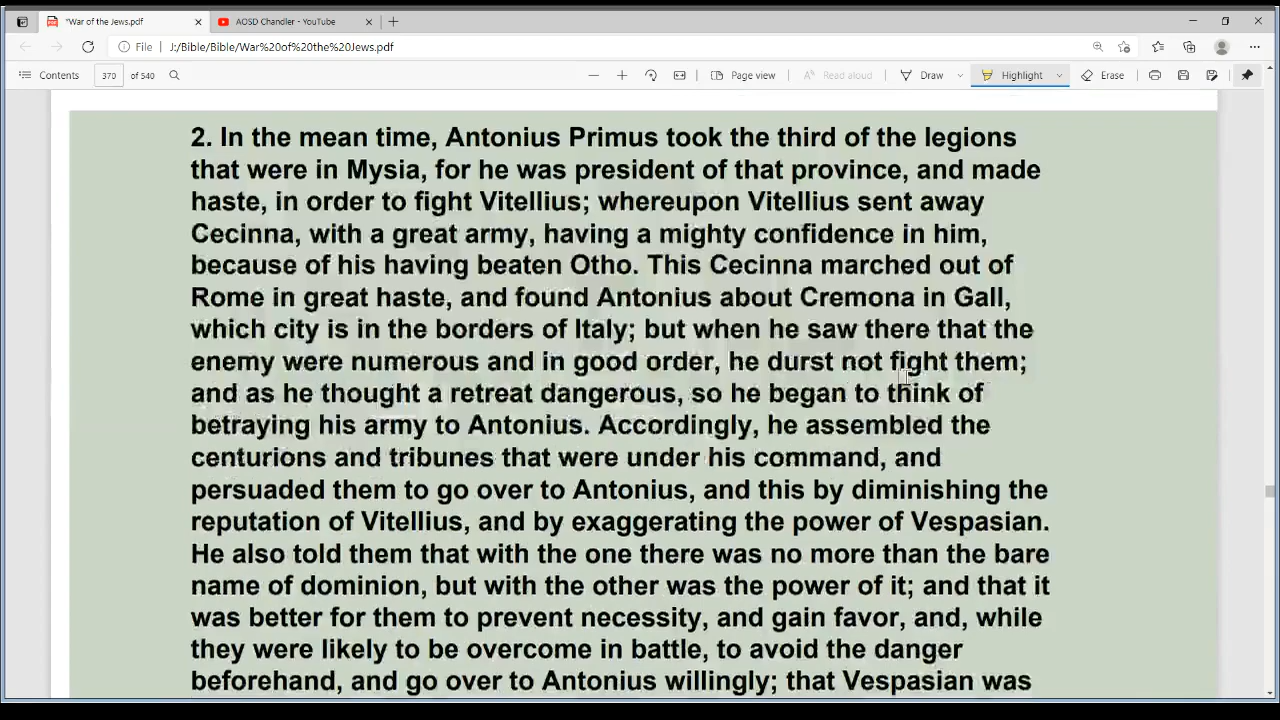 *War of the Jews.pdf
AOSD Chandler - YouTube
File
J:/Bible/Bible/War%20of%20the%20Jews.pdf
Contents
370
of 540
Page view
Read aloud
Draw
Highlight
Erase
2. In the mean time, Antonius Primus took the third of the legions
that were in Mysia, for he was president of that province, and made
haste, in order to fight Vitellius; whereupon Vitellius sent away
Cecinna, with a great army, having a mighty confidence in him,
because of his having beaten Otho. This Cecinna marched out of
Rome in great haste, and found Antonius about Cremona in Gall,
which city is in the borders of Italy; but when he saw there that the
enemy were numerous and in good order, he durst not fight them;
and as he thought a retreat dangerous, so he began to think of
betraying his army to Antonius. Accordingly, he assembled the
centurions and tribunes that were under his command, and
persuaded them to go over to Antonius, and this by diminishing the
reputation of Vitellius, and by exaggerating the power of Vespasian.
He also told them that with the one there was no more than the bare
name of dominion, but with the other was the power of it; and that it
was better for them to prevent necessity, and gain favor, and, while
they were likely to be overcome in battle, to avoid the danger
beforehand, and go over to Antonius willingly; that Vespasian was